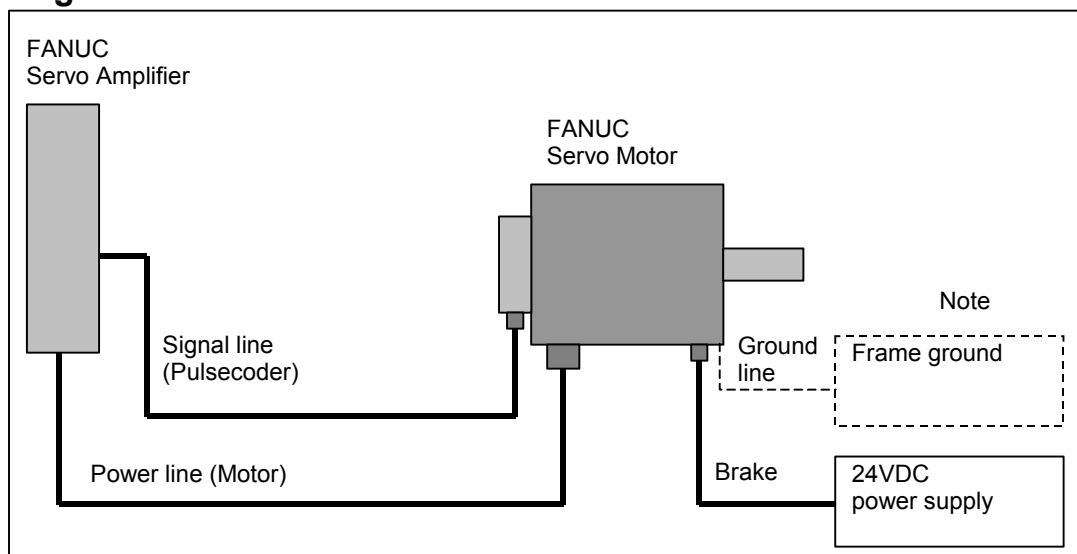 FANUC
Servo Amplifier
FANUC
Servo Motor
Note
Signal line
(Pulsecoder)
Ground
line
Frame ground
Power line (Motor)
Brake
24VDC
power supply